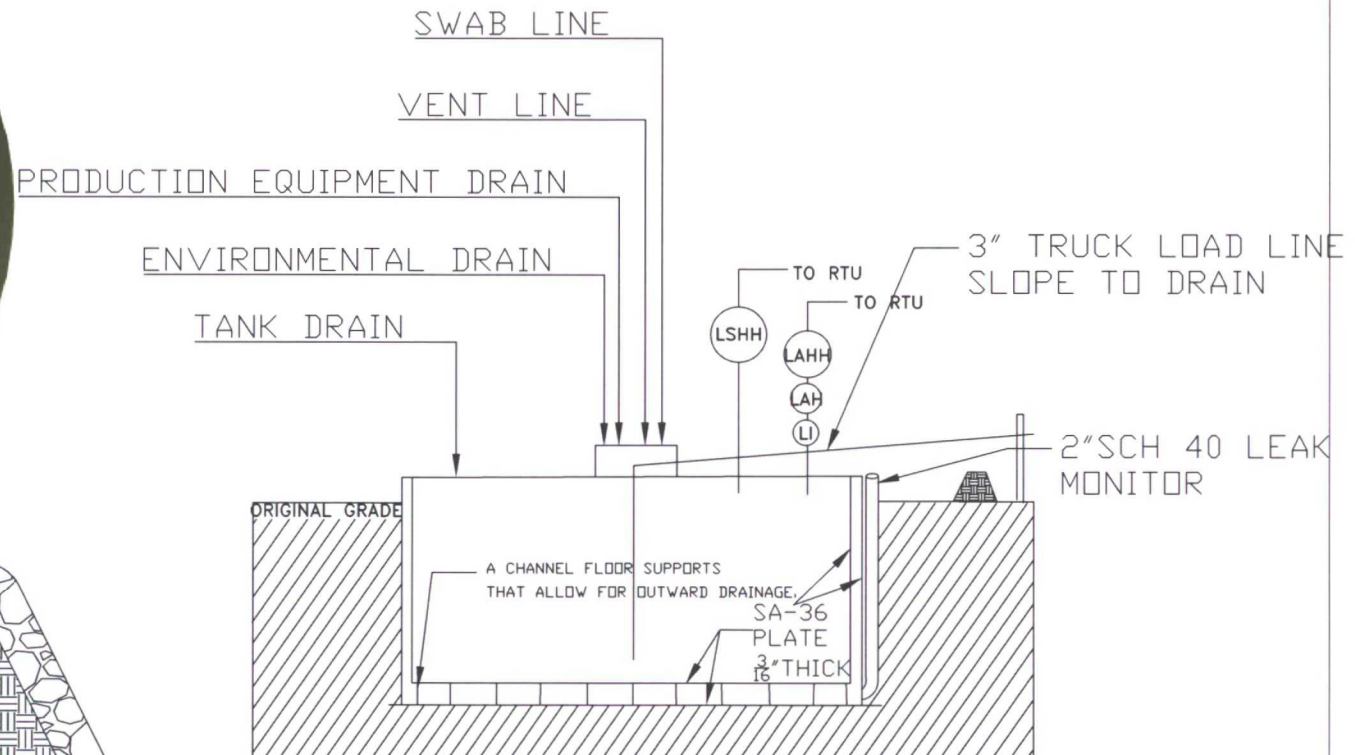 SWAB LINE
VENT LINE
PRODUCTION EQUIPMENT DRAIN
ENVIRONMENTAL DRAIN
TANK DRAIN
TO RTU
TO RTU
3" TRUCK LOAD LINE
SLOPE TO DRAIN
LSHH
LAHH
LAH
LI
2"SCH 40 LEAK
MONITOR
ORIGINAL GRADE
A CHANNEL FLOOR SUPPORTS
THAT ALLOW FOR OUTWARD DRAINAGE.
SA-36
PLATE
3/16"THICK